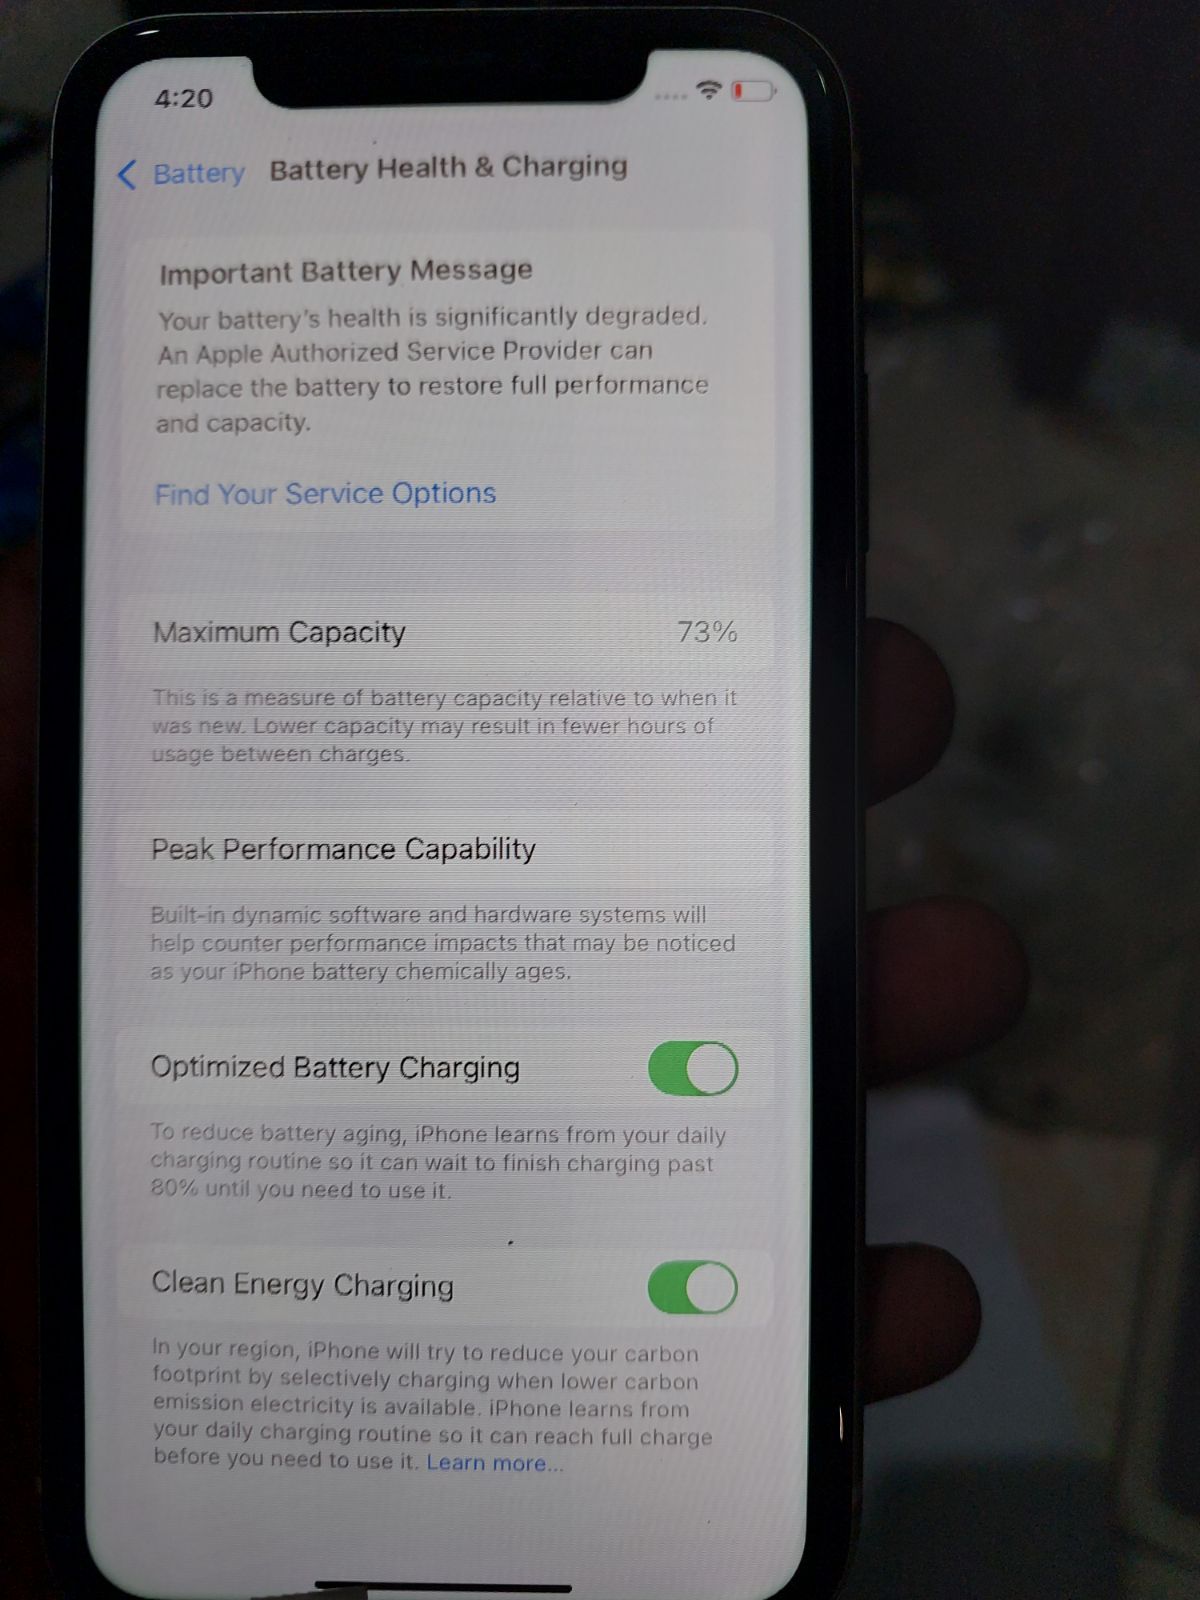 4:20
Battery Battery Health & Charging
Important Battery Message
Your battery's health is significantly degraded.
An Apple Authorized Service Provider can
replace the battery to restore full performance
and capacity.
Find Your Service Options
Maximum Capacity 73%
This is a measure of battery capacity relative to when it
was new. Lower capacity may result in fewer hours of
usage between charges.
Peak Performance Capability
Built-in dynamic software and hardware systems will
help counter performance impacts that may be noticed
as your iPhone battery chemically ages.
Optimized Battery Charging
To reduce battery aging, iPhone learns from your daily
charging routine so it can wait to finish charging past
80% until you need to use it.
Clean Energy Charging
In your region, iPhone will try to reduce your carbon
footprint by selectively charging when lower carbon
emission electricity is available. iPhone learns from
your daily charging routine so it can reach full charge
before you need to use it. Learn more...